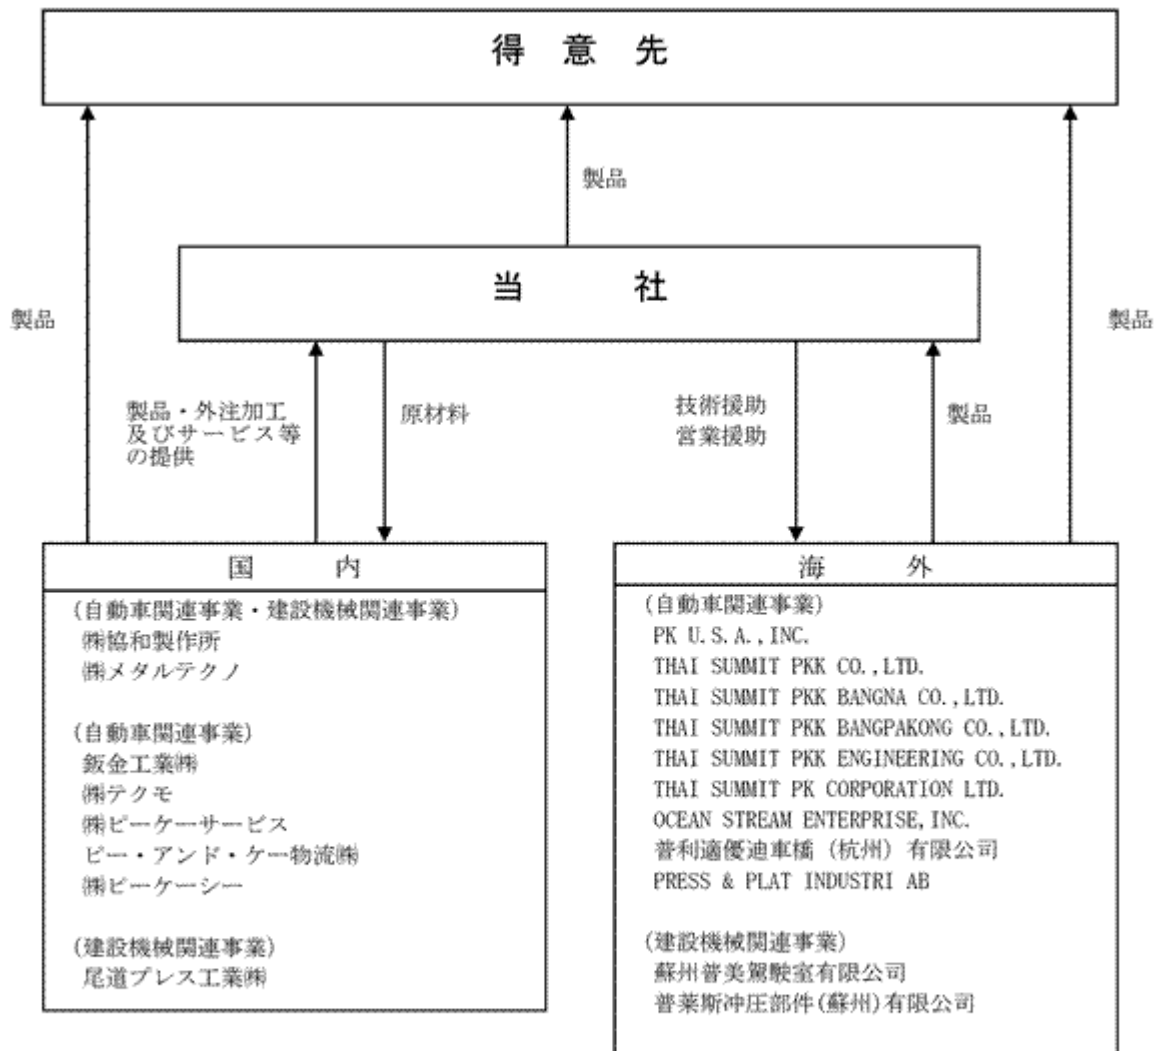 得意先
製品
当社
製品
製品
製品・外注加工
及びサービス等
の提供
原材料
技術援助
営業援助
製品
国内
(自動車関連事業・建設機械関連事業)
㈱協和製作所
㈱メタルテクノ
(自動車関連事業)
鈑金工業㈱
㈱テクモ
㈱ピーケーサービス
ピー・アンド・ケー物流㈱
㈱ピーケーシー
(建設機械関連事業)
尾道プレス工業㈱
海外
(自動車関連事業)
PK U.S.A.,INC.
THAI SUMMIT PKK CO.,LTD.
THAI SUMMIT PKK BANGNA CO.,LTD.
THAI SUMMIT PKK BANGPAKONG CO.,LTD.
THAI SUMMIT PKK ENGINEERING CO.,LTD.
THAI SUMMIT PK CORPORATION LTD.
OCEAN STREAM ENTERPRISE,INC.
普利適優迪車橋（杭州）有限公司
PRESS & PLAT INDUSTRI AB
(建設機械関連事業)
蘇州普美駕駛室有限公司
普莱斯冲圧部件(蘇州)有限公司